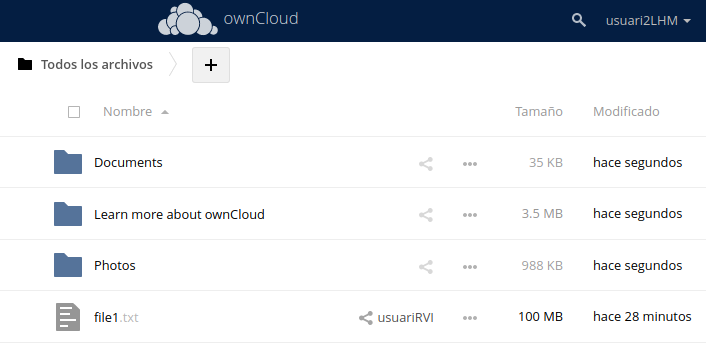 ownCloud
usuari2LHM
Todos los archivos
+
Nombre Tamaño Modificado
Documents 35 KB hace segundos
Learn more about ownCloud 3.5 MB hace segundos
Photos 988 KB hace segundos
file1.txt usuariRVI 100 MB hace 28 minutos